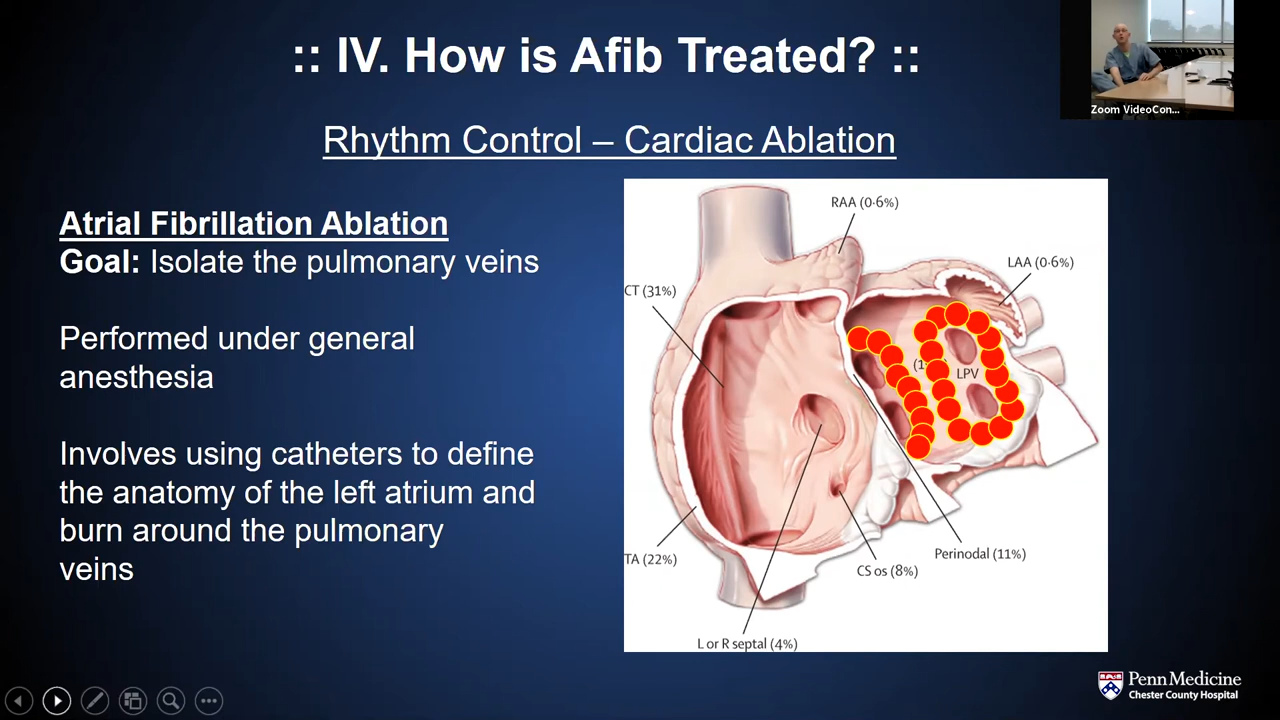 :: IV. How is Afib Treated? ::
Zoom VideoCon...
Rhythm Control – Cardiac Ablation
Atrial Fibrillation Ablation
Goal: Isolate the pulmonary veins
Performed under general
anesthesia
Involves using catheters to define
the anatomy of the left atrium and
burn around the pulmonary
veins
RAA (0·6%)
LAA (0·6%)
CT (31%)
LPV
Perinodal (11%)
TA (22%)
CS os (8%)
L or R septal (4%)
Penn Medicine
Chester County Hospital